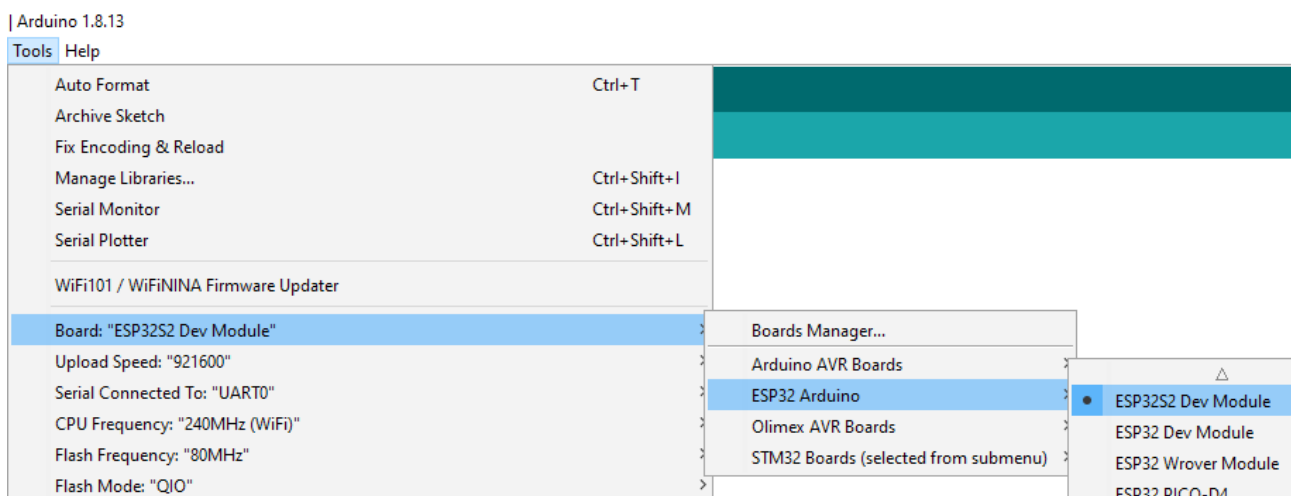 | Arduino 1.8.13
Tools Help
Auto Format Ctrl+T
Archive Sketch
Fix Encoding & Reload
Manage Libraries... Ctrl+Shift+I
Serial Monitor Ctrl+Shift+M
Serial Plotter Ctrl+Shift+L
WiFi101 / WiFiNINA Firmware Updater
Board: "ESP32S2 Dev Module"
Upload Speed: "921600"
Serial Connected To: "UART0"
CPU Frequency: "240MHz (WiFi)"
Flash Frequency: "80MHz"
Flash Mode: "QIO"
Boards Manager...
Arduino AVR Boards
ESP32 Arduino
Olimex AVR Boards
STM32 Boards (selected from submenu)
ESP32S2 Dev Module
ESP32 Dev Module
ESP32 Wrover Module
ESP32 PICO-D4